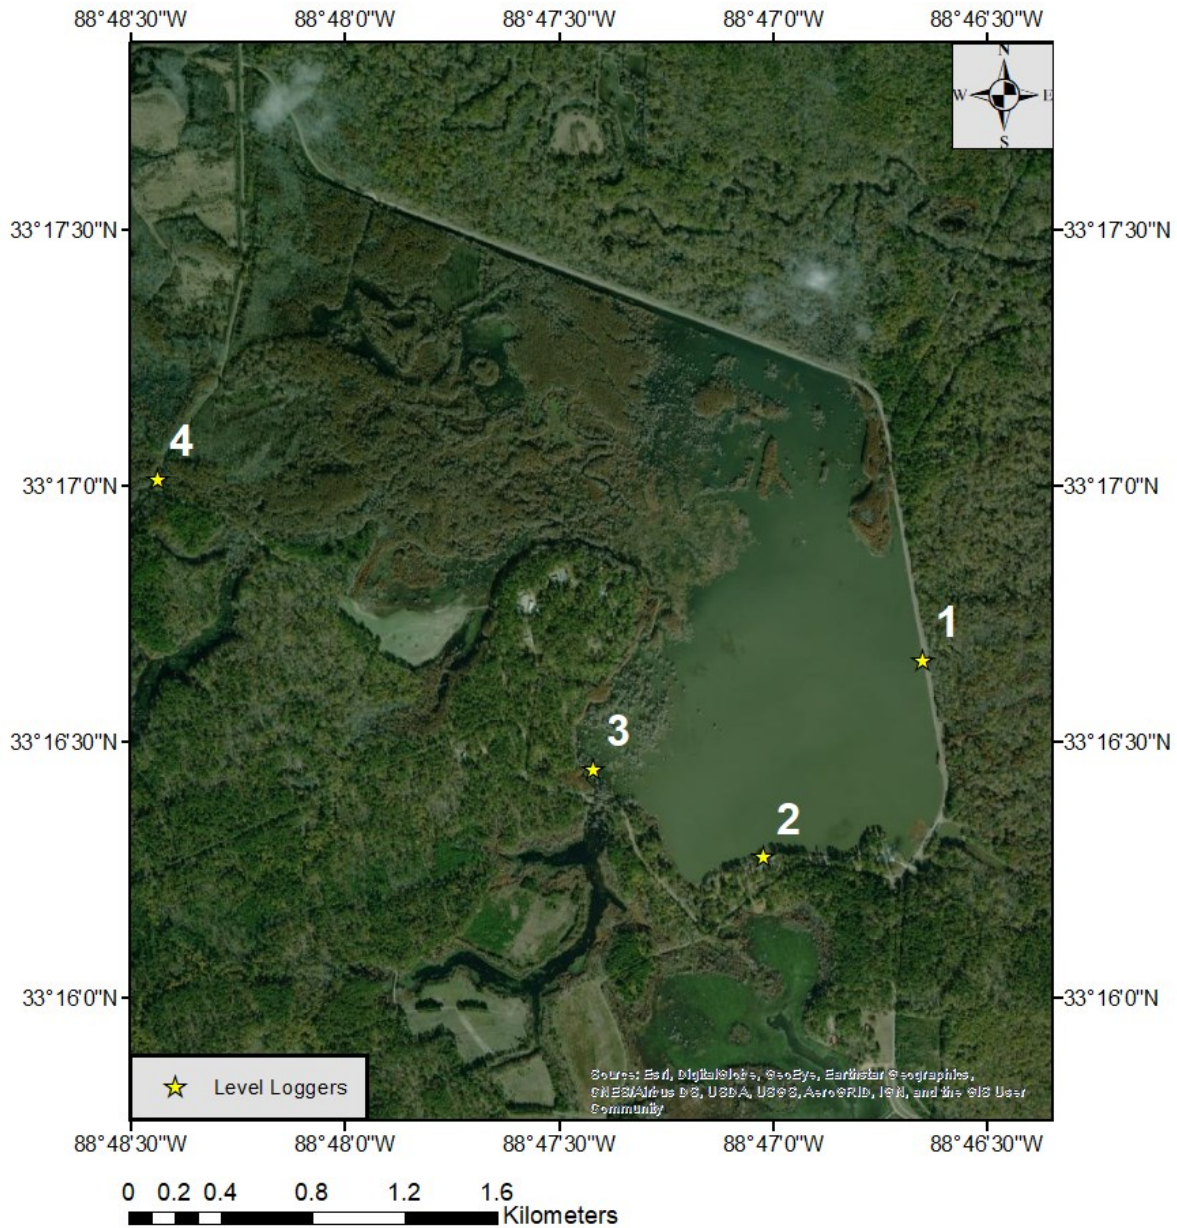 88°48'30"W 88°48'0"W 88°47'30"W 88°47'0"W 88°46'30"W
N
W E
S
33°17'30"N 33°17'30"N
4
33°17'0"N 33°17'0"N
1
3
33°16'30"N 33°16'30"N
2
33°16'0"N 33°16'0"N
Level Loggers
Source: Esri, DigitalGlobe, GeoEye, Earthstar Geographics,
CNES/Airbus DS, USDA, USGS, AeroGRID, IGN, and the GIS User
Community
88°48'30"W 88°48'0"W 88°47'30"W 88°47'0"W 88°46'30"W
0 0.2 0.4 0.8 1.2 1.6
Kilometers